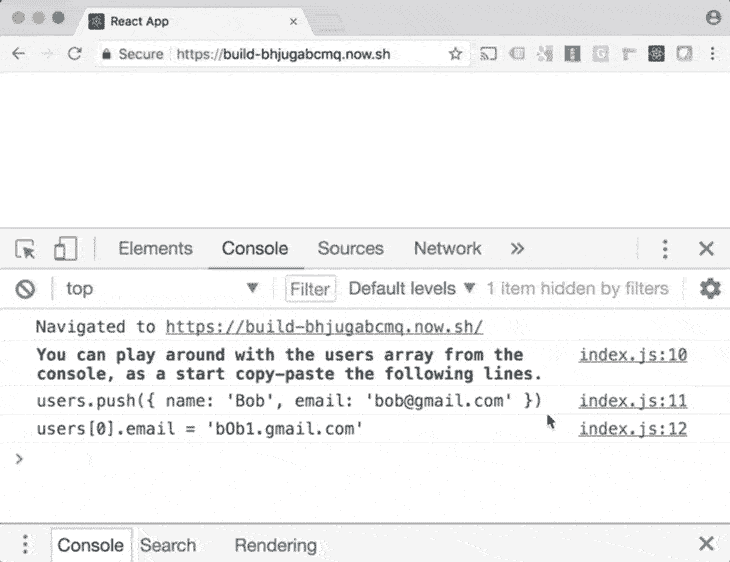 React App
Secure https://build-bhjugabcmq.now.sh
Elements Console Sources Network
top Filter Default levels 1 item hidden by filters
Navigated to https://build-bhjugabcmq.now.sh/
You can play around with the users array from the index.js:10
console, as a start copy-paste the following lines.
users.push({ name: 'Bob', email: 'bob@gmail.com' }) index.js:11
users[0].email = 'bOb1.gmail.com' index.js:12
Console Search Rendering